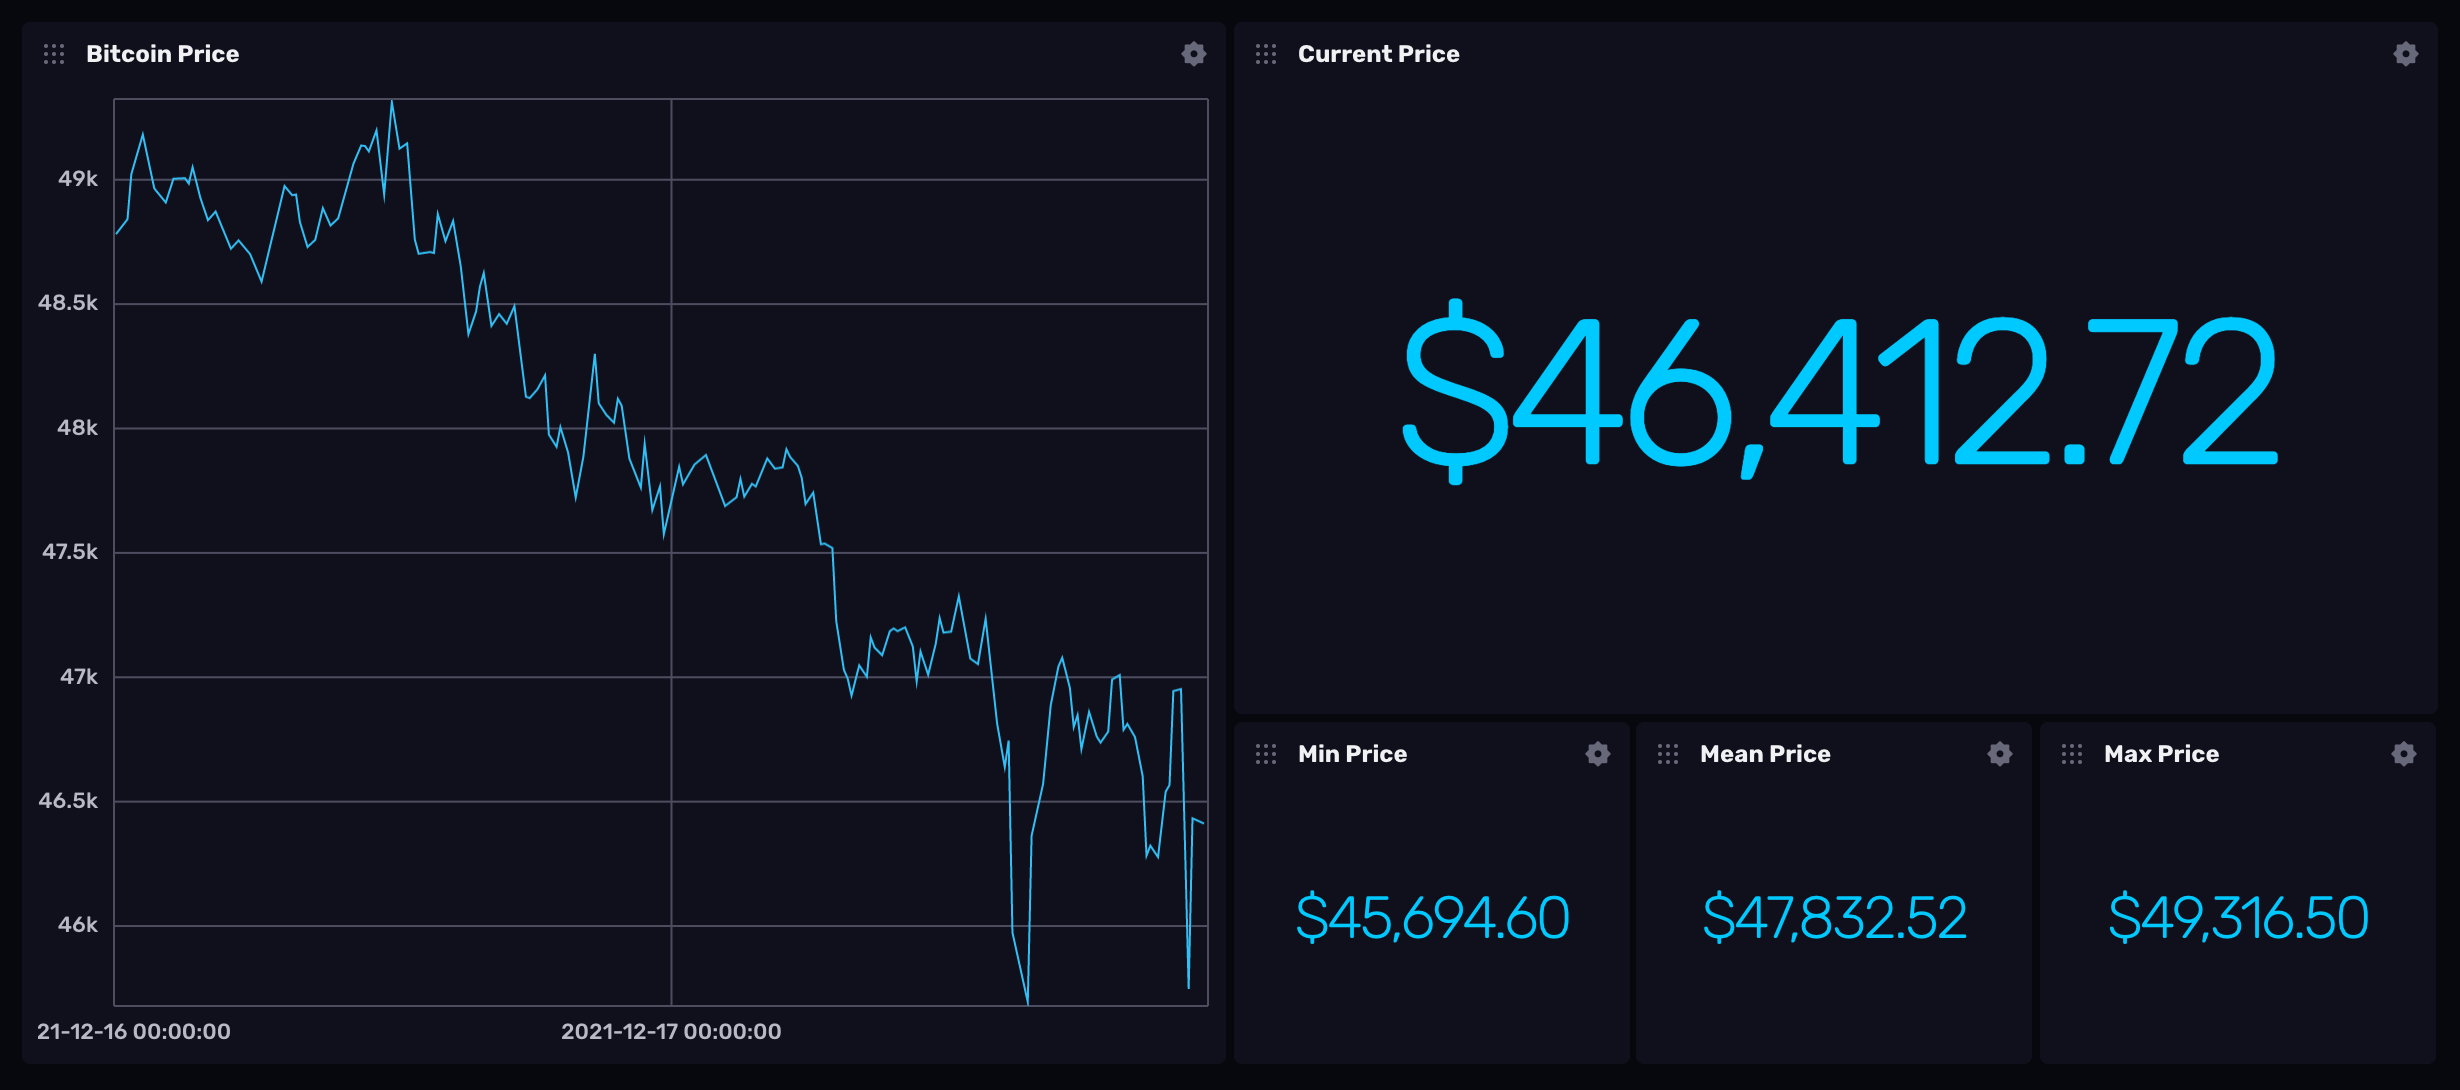 Bitcoin Price
49k
48.5k
48k
47.5k
47k
46.5k
46k
21-12-16 00:00:00
2021-12-17 00:00:00
Current Price
$46,412.72
Min Price
$45,694.60
Mean Price
$47,832.52
Max Price
$49,316.50